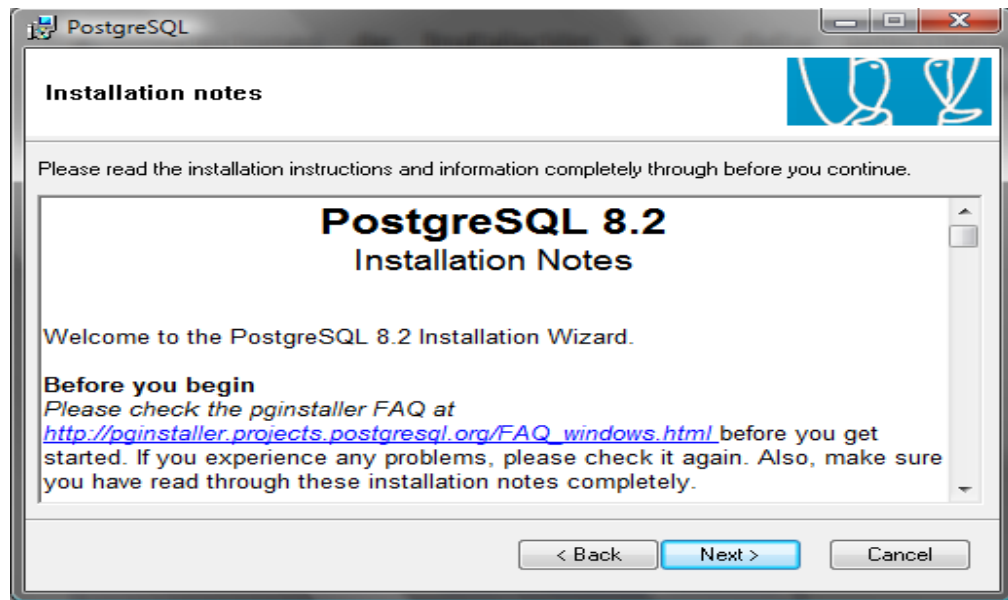 PostgreSQL
Installation notes
Please read the installation instructions and information completely through before you continue.
PostgreSQL 8.2
Installation Notes
Welcome to the PostgreSQL 8.2 Installation Wizard.
Before you begin
Please check the pginstaller FAQ at
http://pginstaller.projects.postgresql.org/FAQ_windows.html before you get
started. If you experience any problems, please check it again. Also, make sure
you have read through these installation notes completely.
< Back Next > Cancel